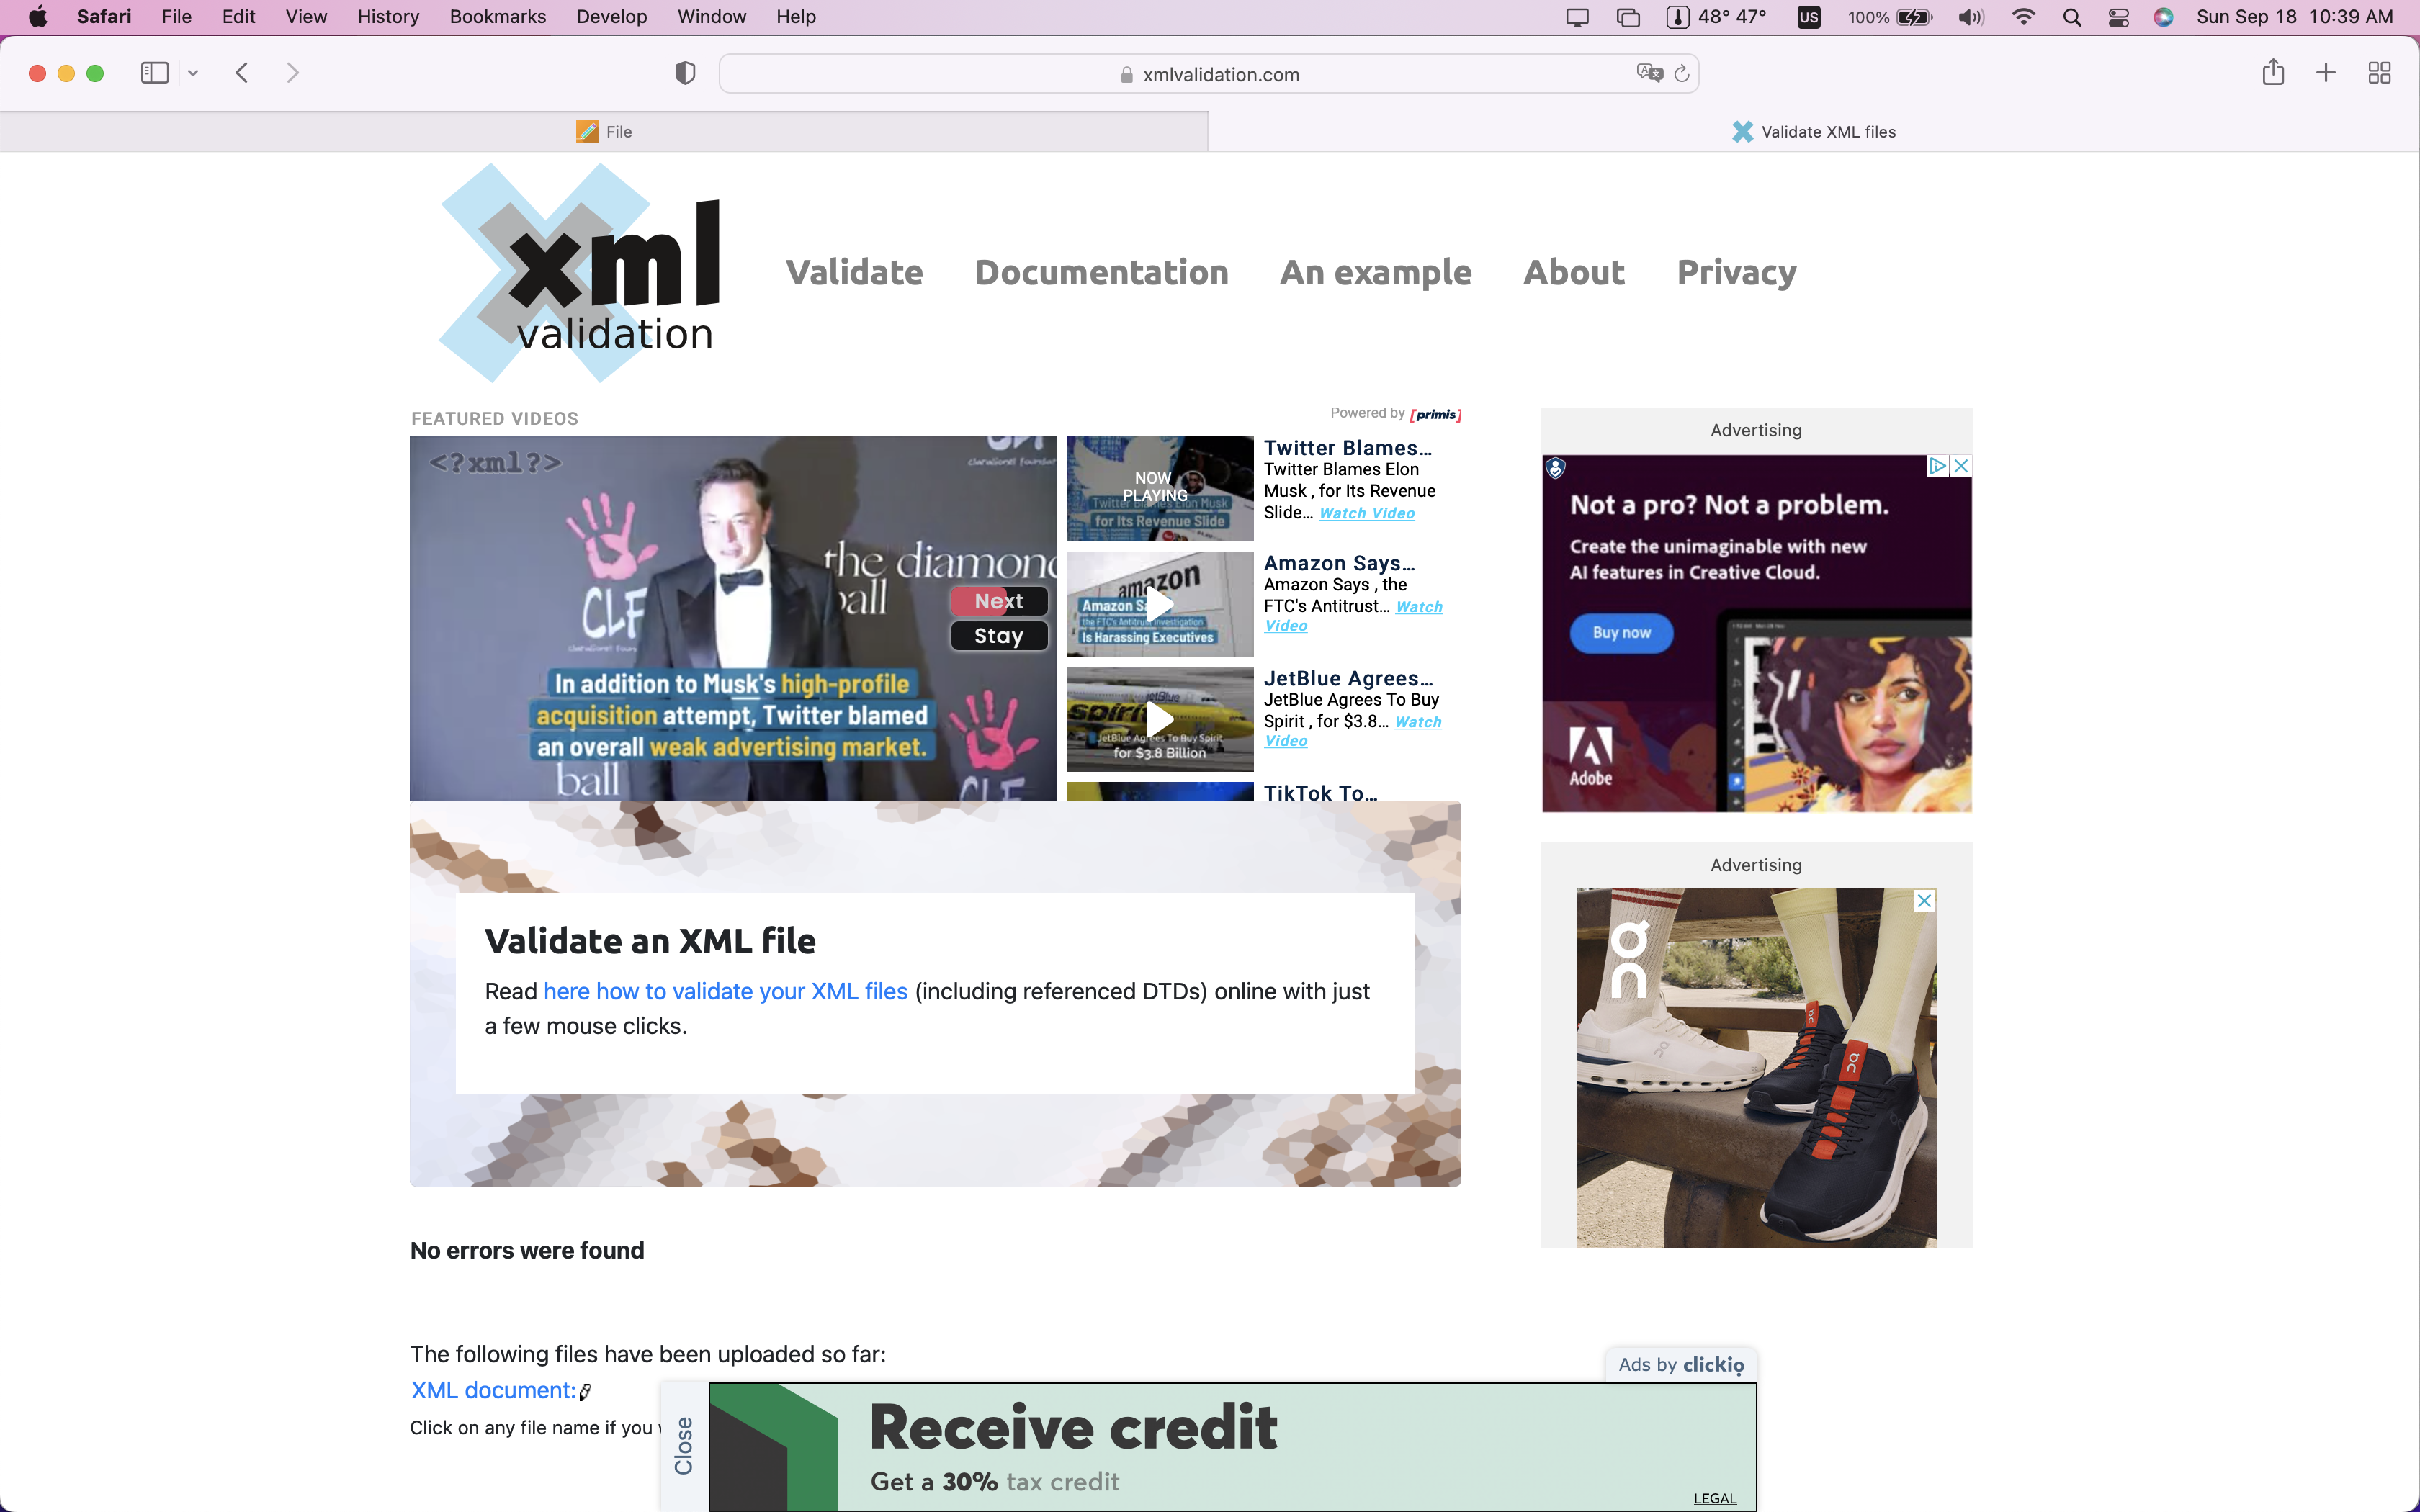 Safari File Edit View History Bookmarks Develop Window Help
48° 47° US 100% Sun Sep 18 10:39 AM
xmlvalidation.com
File
Validate XML files
xml
validation
Validate Documentation An example About Privacy
FEATURED VIDEOS
Powered by [primis]
<?xml?>
the diamond
ball
CLF
Next
Stay
In addition to Musk's high-profile
acquisition attempt, Twitter blamed
an overall weak advertising market.
ball
CLF
NOW
PLAYING
Twitter Blames Elon Musk
for Its Revenue Slide
Twitter Blames...
Twitter Blames Elon
Musk , for Its Revenue
Slide... Watch Video
amazon
Amazon Sa
the FTC's Antitrust Investigation
Is Harassing Executives
Amazon Says...
Amazon Says , the
FTC's Antitrust... Watch
Video
jetBlue
spirit
JetBlue Agrees To Buy Spirit
for $3.8 Billion
JetBlue Agrees...
JetBlue Agrees To Buy
Spirit , for $3.8... Watch
Video
TikTok To...
Validate an XML file
Read here how to validate your XML files (including referenced DTDs) online with just
a few mouse clicks.
No errors were found
The following files have been uploaded so far:
XML document:
Click on any file name if you
Advertising
Not a pro? Not a problem.
Create the unimaginable with new
AI features in Creative Cloud.
Buy now
Adobe
Advertising
on
Ads by clickio
Close
Receive credit
Get a 30% tax credit
LEGAL